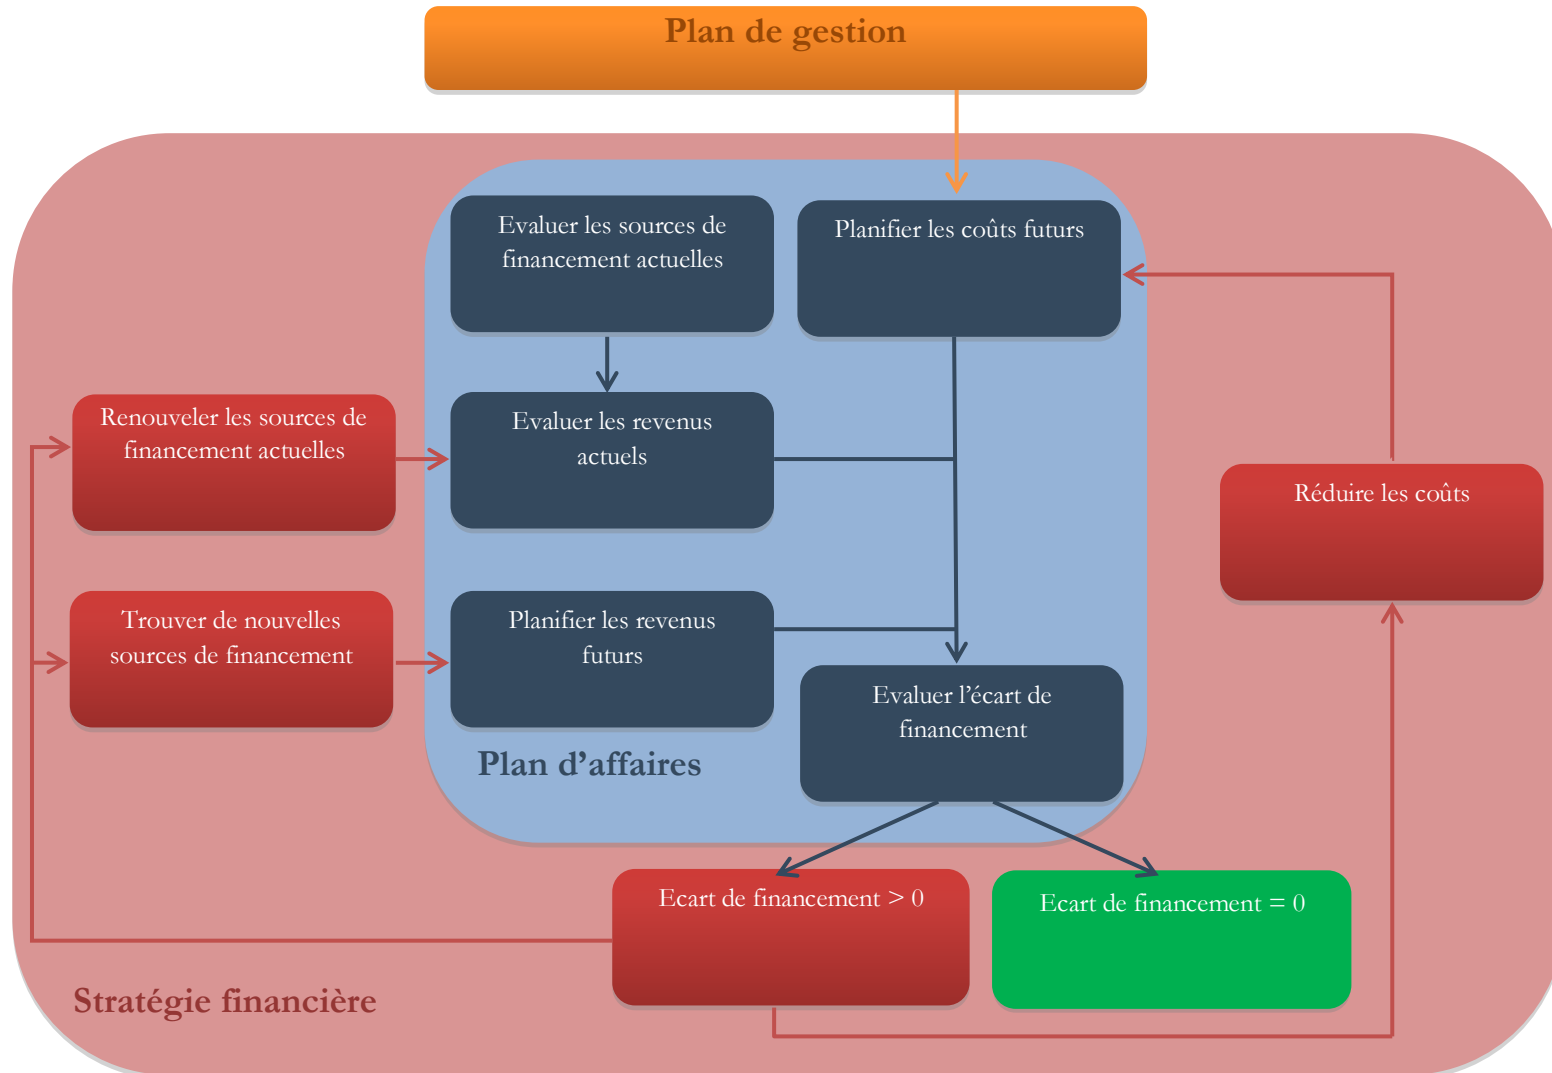 Plan de gestion
Evaluer les sources de
financement actuelles
Planifier les coûts futurs
Renouveler les sources de
financement actuelles
Evaluer les revenus
actuels
Réduire les coûts
Trouver de nouvelles
sources de financement
Planifier les revenus
futurs
Evaluer l’écart de
financement
Plan d’affaires
Ecart de financement > 0
Ecart de financement = 0
Stratégie financière